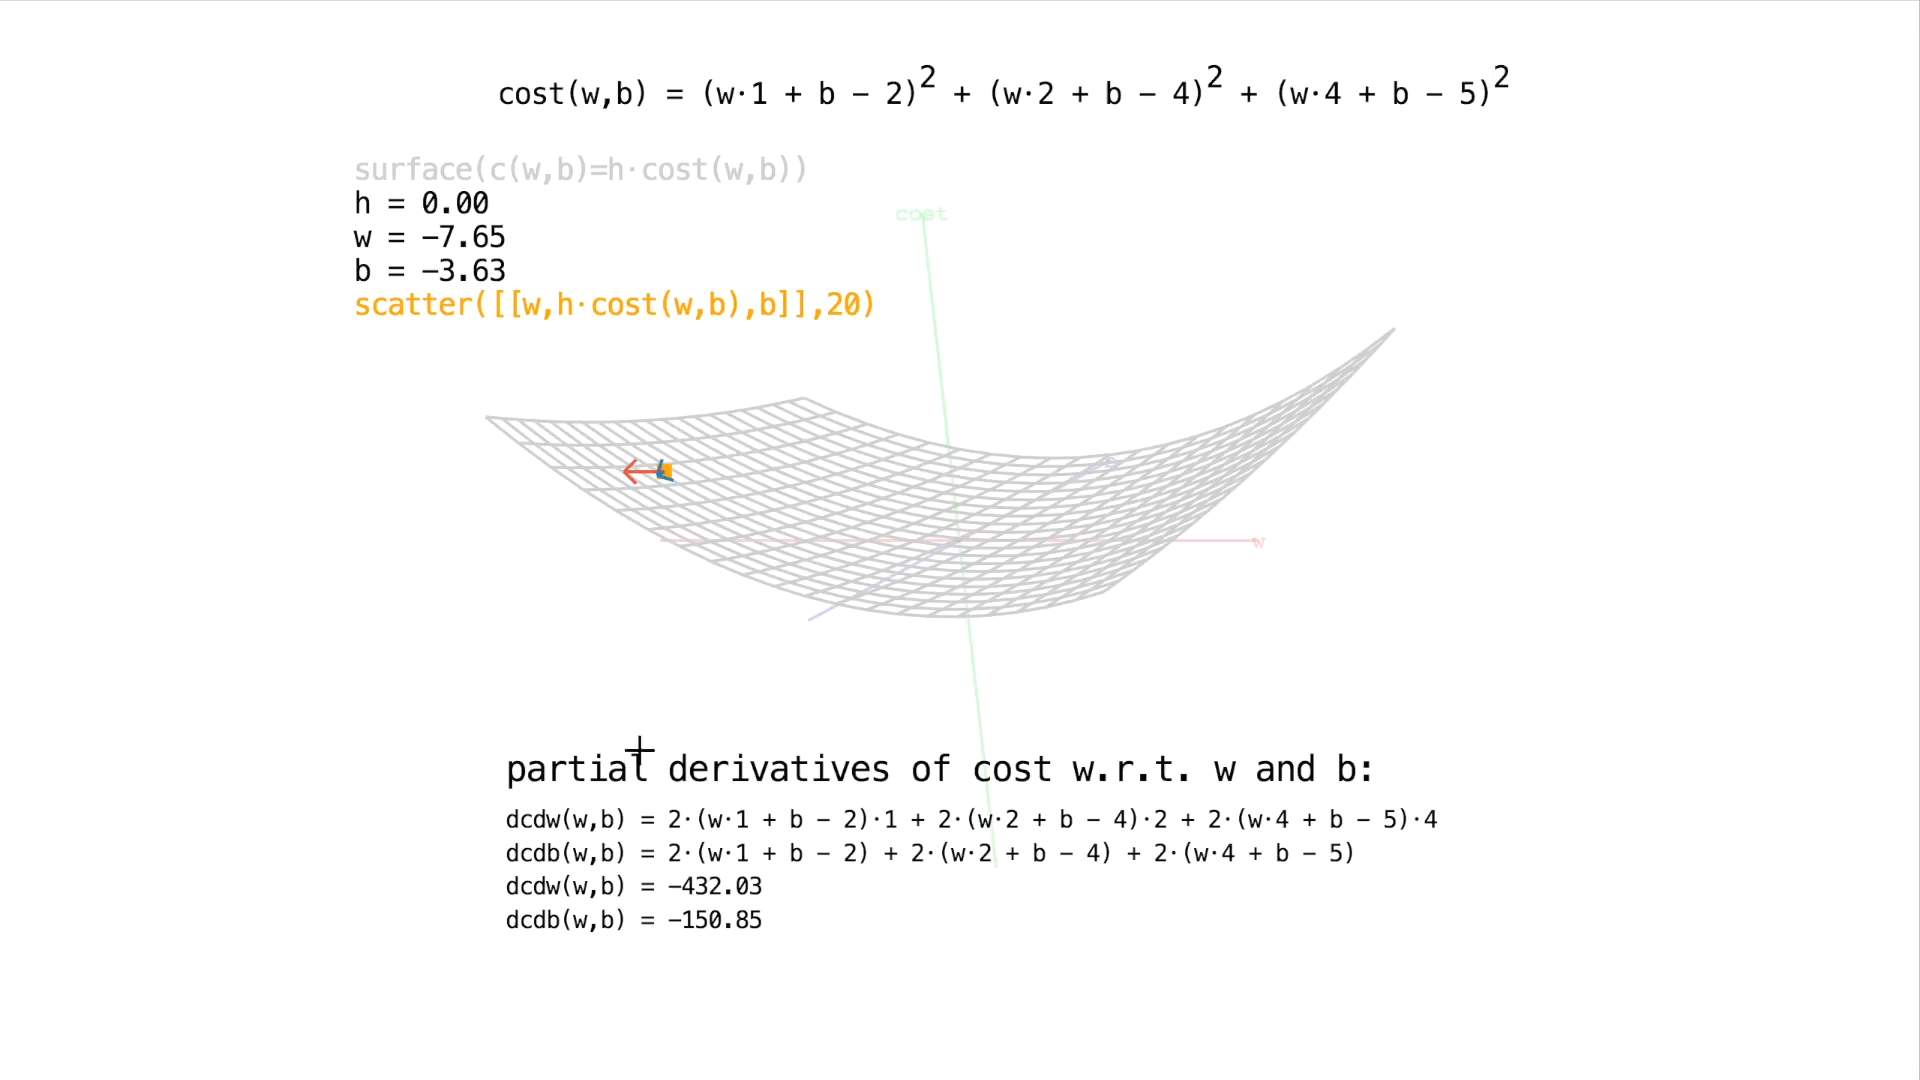 cost(w,b) = (w·1 + b − 2)² + (w·2 + b − 4)² + (w·4 + b − 5)²
surface(c(w,b)=h·cost(w,b))
h = 0.00
w = −7.65
b = −3.63
scatter([[w,h·cost(w,b),b]],20)
cost
b
w
partial derivatives of cost w.r.t. w and b:
dcdw(w,b) = 2·(w·1 + b − 2)·1 + 2·(w·2 + b − 4)·2 + 2·(w·4 + b − 5)·4
dcdb(w,b) = 2·(w·1 + b − 2) + 2·(w·2 + b − 4) + 2·(w·4 + b − 5)
dcdw(w,b) = −432.03
dcdb(w,b) = −150.85